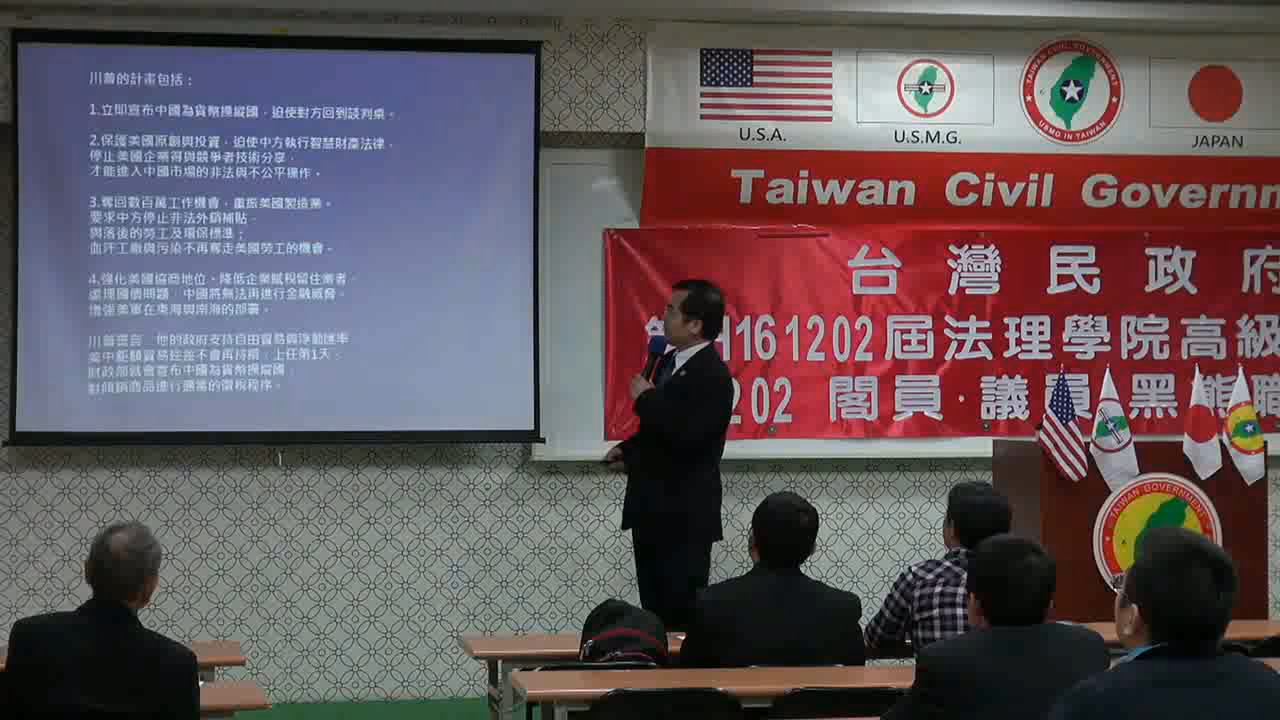 川普的計畫包括：
1.立即宣布中國為貨幣操縱國，迫使對方回到談判桌。
2.保護美國原創與投資，迫使中方執行智慧財產法律，
停止美國企業得與競爭者技術分享，
才能進入中國市場的非法與不公平操作。
3.奪回數百萬工作機會，重振美國製造業。
要求中方停止非法外銷補貼，
與落後的勞工及環保標準；
血汗工廠與污染不再奪走美國勞工的機會。
4.強化美國協商地位、降低企業賦稅留住業者，
處理國債問題，中國將無法再進行金融威脅。
增強美軍在東海與南海的部署。
川普宣言，他的政府支持自由貿易與浮動匯率
美中鉅額貿易逆差不會再持續，上任第1天，
財政部就會宣布中國為貨幣操縱國，
對傾銷商品進行適當的徵稅程序。
U.S.A.
U.S.M.G.
TAIWAN CIVIL GOVERNMENT
USMG IN TAIWAN
JAPAN
Taiwan Civil Governm
台灣民政府
161202屆法理學院高級
202 閣員·議員黑熊職
TAIWAN GOVERNMENT